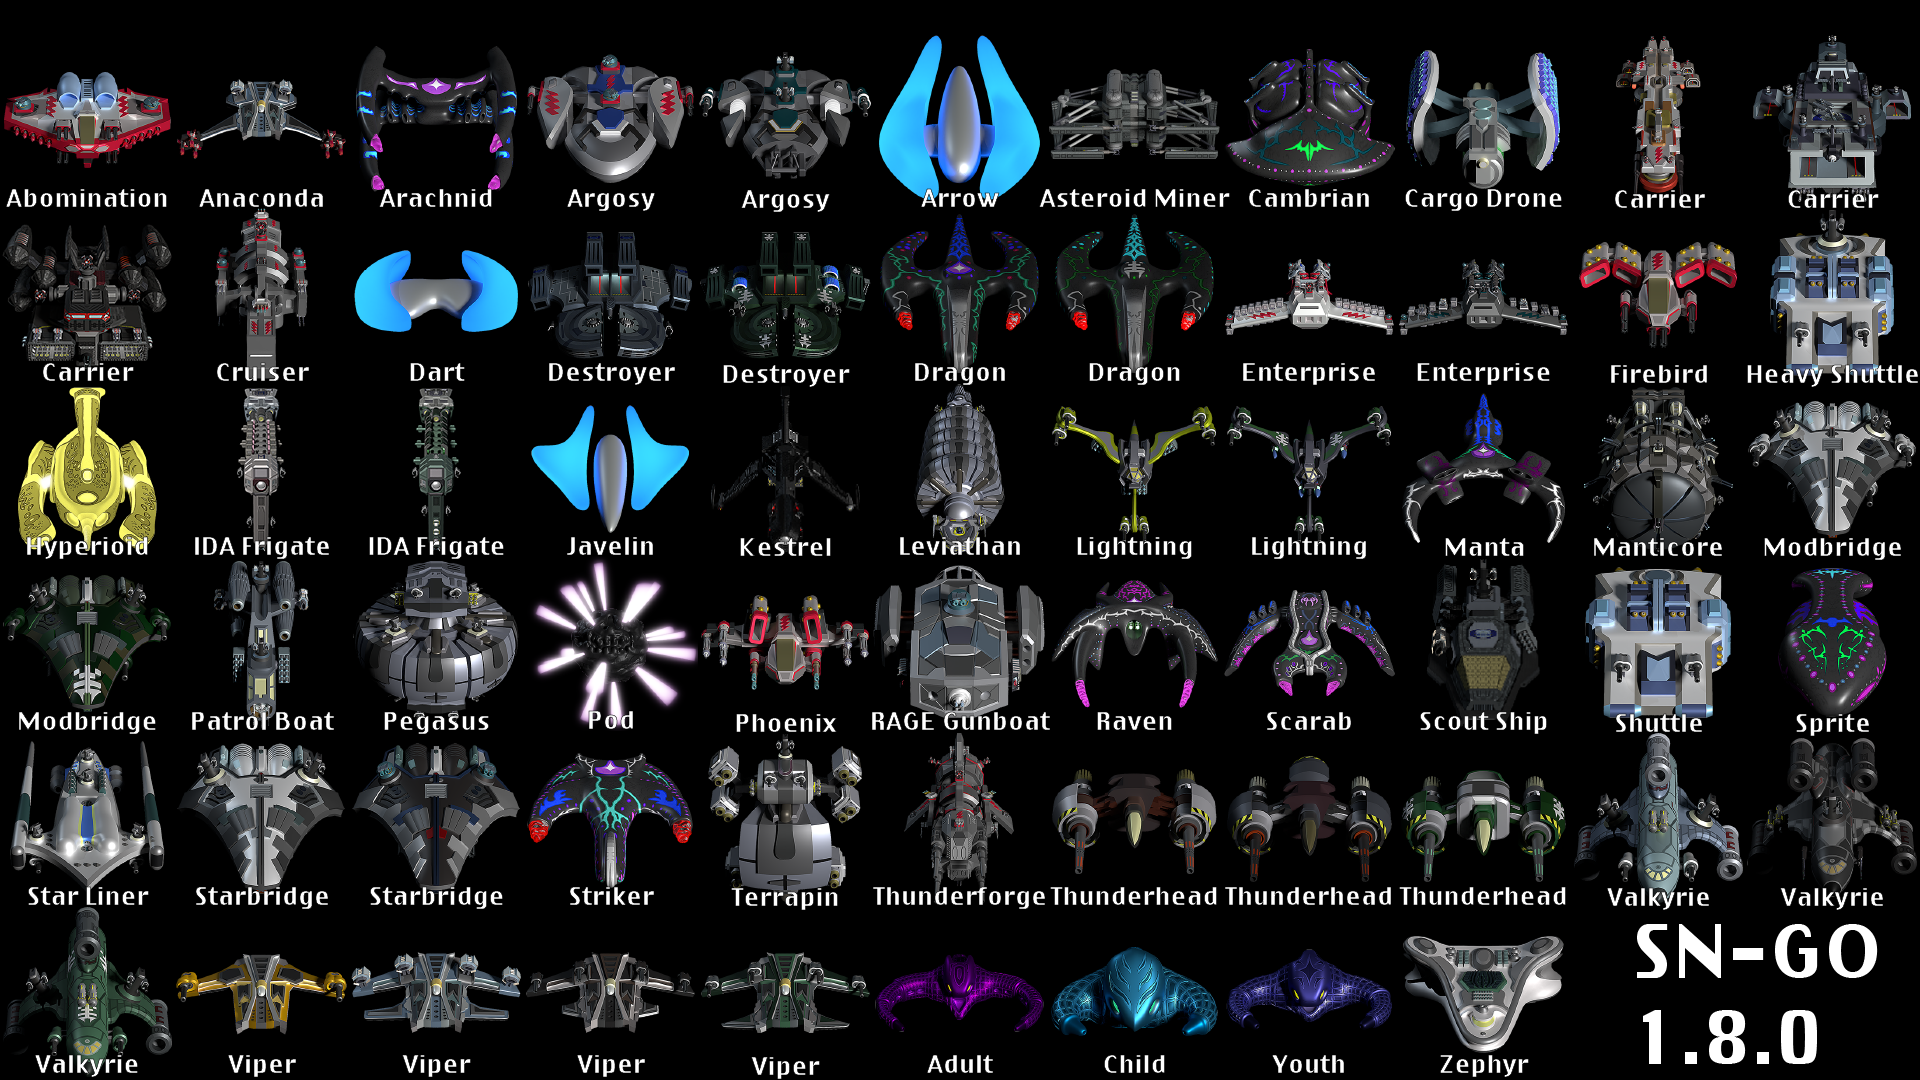 Abomination Anaconda Arachnid Argosy Argosy Arrow Asteroid Miner Cambrian Cargo Drone Carrier Carrier
Carrier Cruiser Dart Destroyer Destroyer Dragon Dragon Enterprise Enterprise Firebird Heavy Shuttle
Hyperioid IDA Frigate IDA Frigate Javelin Kestrel Leviathan Lightning Lightning Manta Manticore Modbridge
Modbridge Patrol Boat Pegasus Pod Phoenix RAGE Gunboat Raven Scarab Scout Ship Shuttle Sprite
Star Liner Starbridge Starbridge Striker Terrapin Thunderforge Thunderhead Thunderhead Thunderhead Valkyrie Valkyrie
Valkyrie Viper Viper Viper Viper Adult Child Youth Zephyr
SN-GO
1.8.0